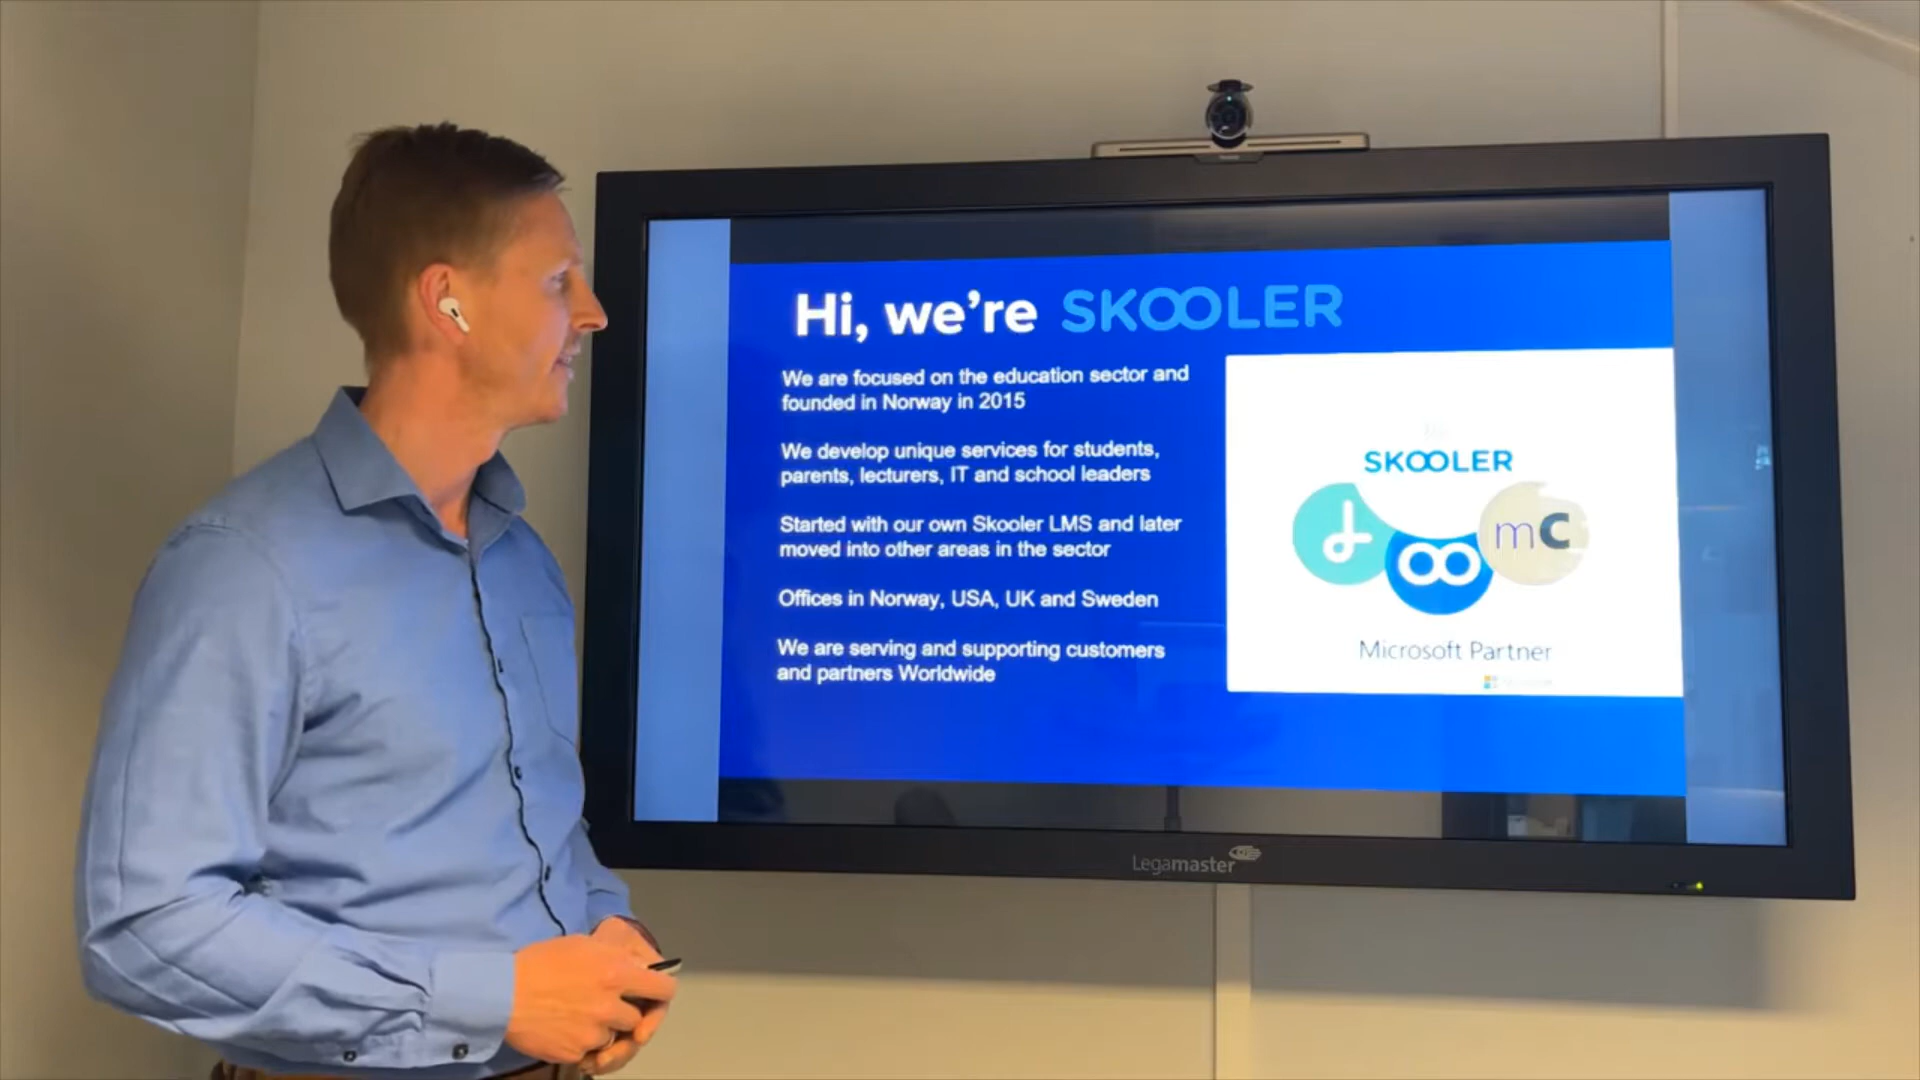 Hi, we're SKOOLER
We are focused on the education sector and
founded in Norway in 2015
We develop unique services for students,
parents, lecturers, IT and school leaders
Started with our own Skooler LMS and later
moved into other areas in the sector
Offices in Norway, USA, UK and Sweden
We are serving and supporting customers
and partners Worldwide
SKOOLER
mc
Microsoft Partner
Legamaster